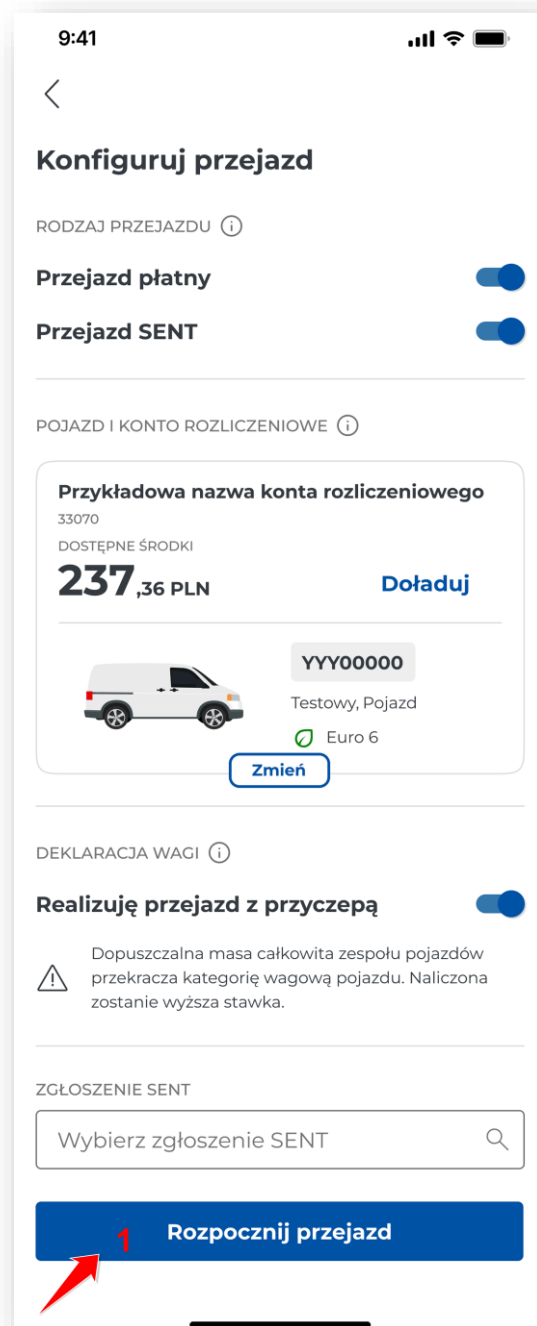 9:41
Konfiguruj przejazd
RODZAJ PRZEJAZDU
Przejazd płatny
Przejazd SENT
POJAZD I KONTO ROZLICZENIOWE
Przykładowa nazwa konta rozliczeniowego
33070
DOSTĘPNE ŚRODKI
237,36 PLN Doładuj
YYY00000
Testowy, Pojazd
Euro 6
Zmień
DEKLARACJA WAGI
Realizuję przejazd z przyczepą
Dopuszczalna masa całkowita zespołu pojazdów
przekracza kategorię wagową pojazdu. Naliczona
zostanie wyższa stawka.
ZGŁOSZENIE SENT
Wybierz zgłoszenie SENT
1 Rozpocznij przejazd